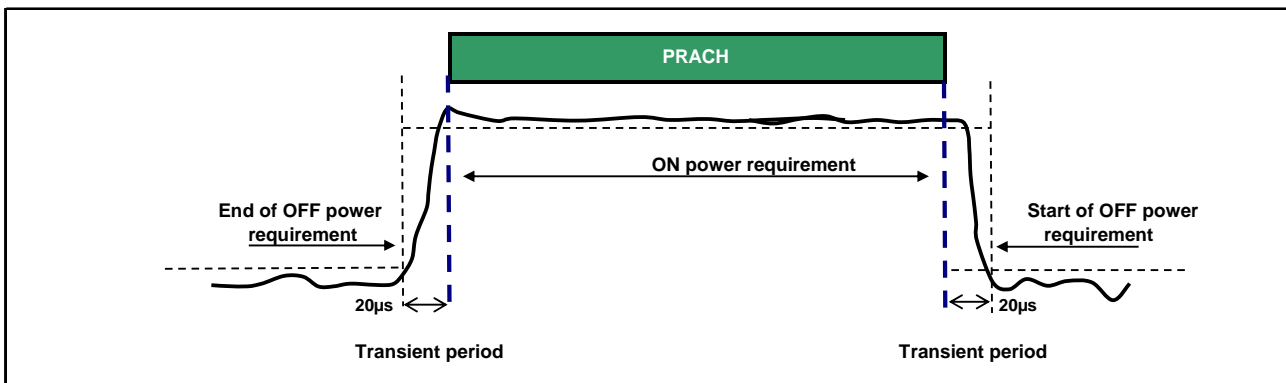 PRACH
ON power requirement
End of OFF power
requirement
Start of OFF power
requirement
20µs
20µs
Transient period
Transient period